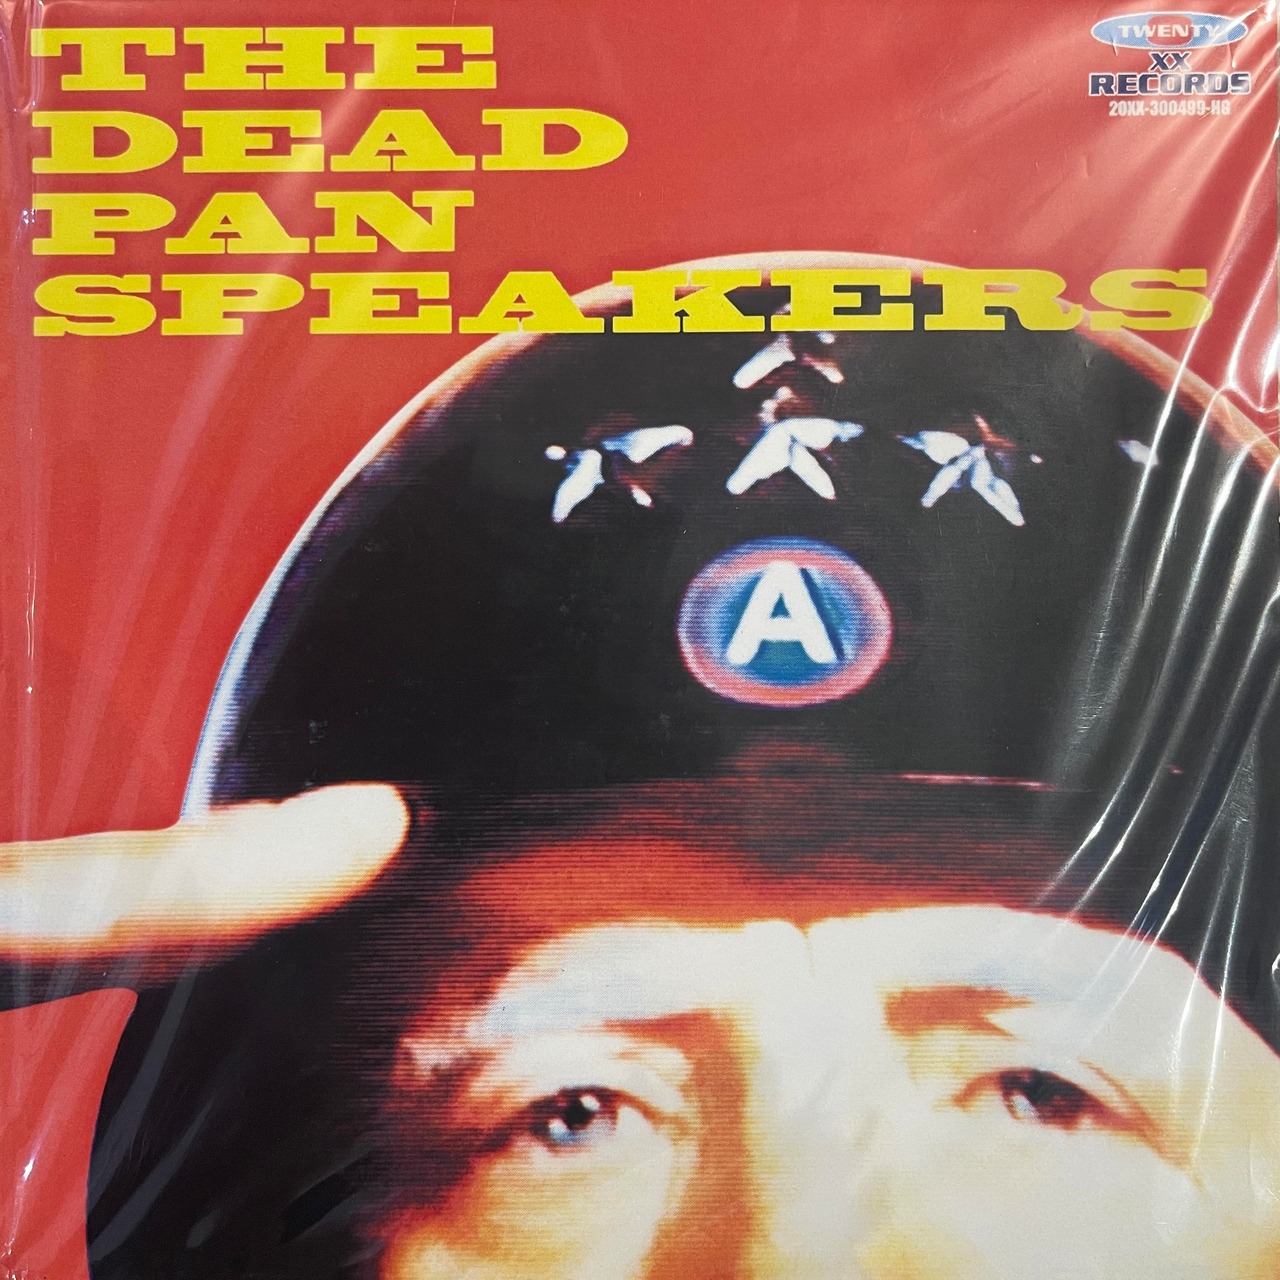 THE
DEAD
PAN
SPEAKERS
TWENTY
XX
RECORDS
20XX-300499-HG
A